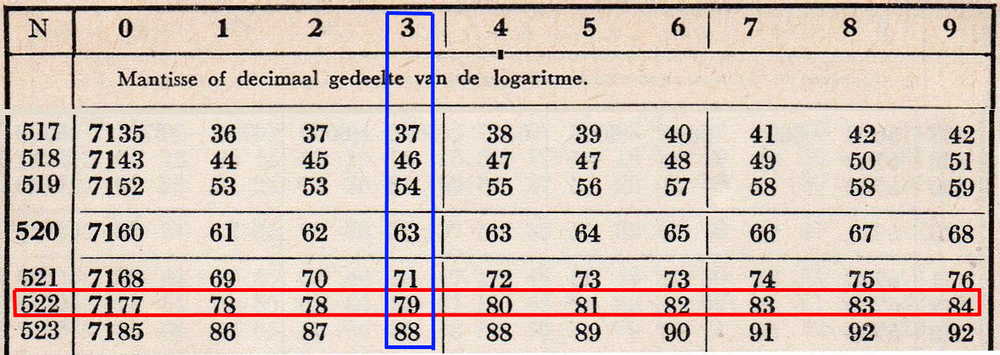 N 0 1 2 3 4 5 6 7 8 9
Mantisse of decimaal gedeelte van de logaritme.
517 7135 36 37 37 38 39 40 41 42 42
518 7143 44 45 46 47 47 48 49 50 51
519 7152 53 53 54 55 56 57 58 58 59
520 7160 61 62 63 63 64 65 66 67 68
521 7168 69 70 71 72 73 73 74 75 76
522 7177 78 78 79 80 81 82 83 83 84
523 7185 86 87 88 88 89 90 91 92 92